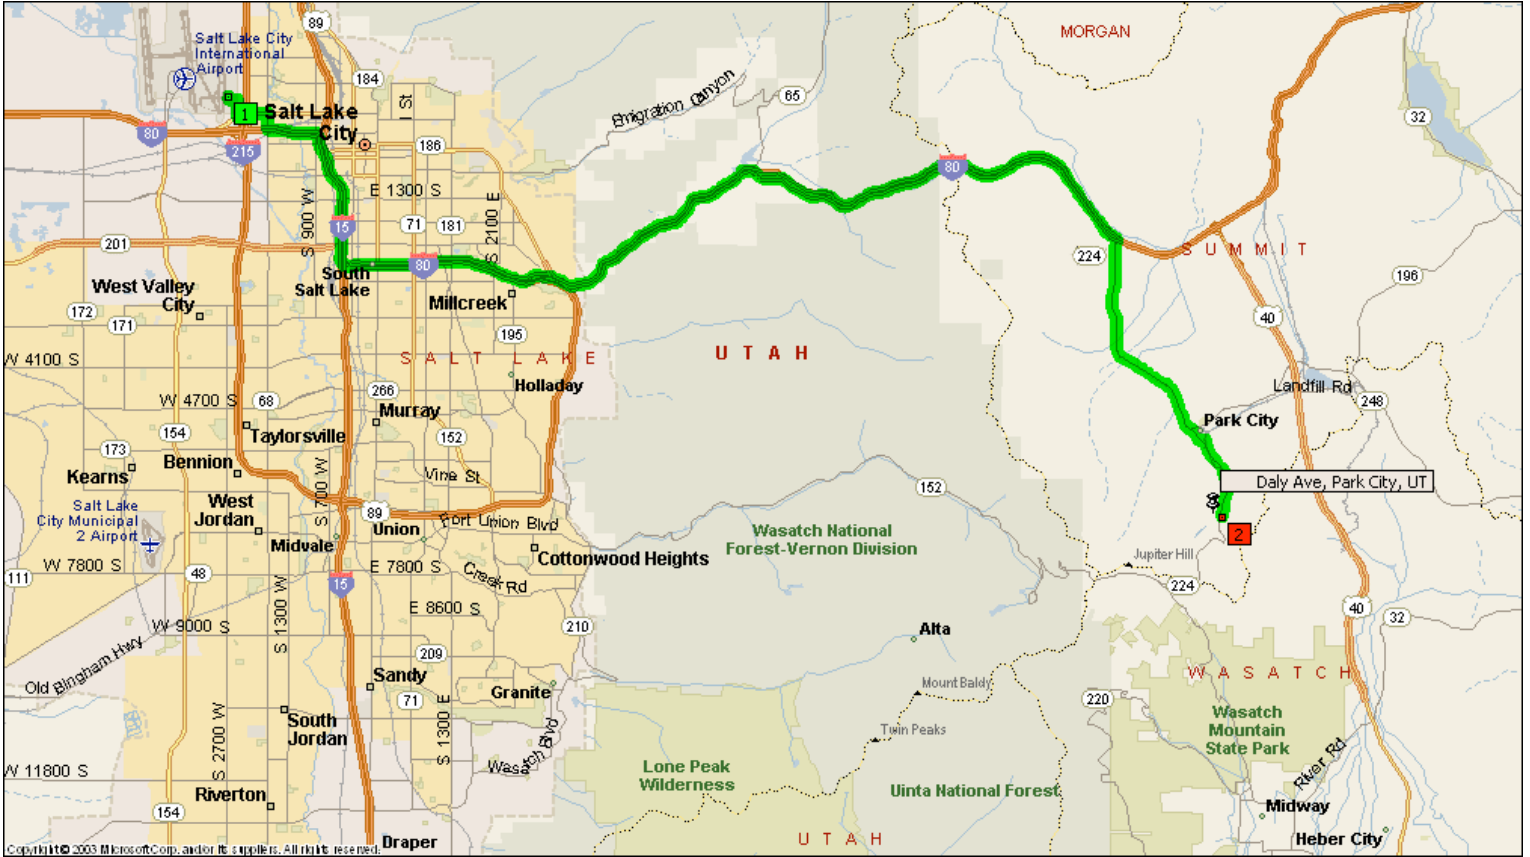 89
MORGAN
Salt Lake City
International
Airport
184
65
I St
Emigration Canyon
32
1
Salt Lake
City
80
215
186
80
E 1300 S
S 900 W
S 2100 E
15
71
181
201
SUMMIT
224
80
South
Salt Lake
196
West Valley
City
Millcreek
172
171
195
40
W 4100 S
SALT LAKE
UTAH
Holladay
Landfill Rd
266
248
W 4700 S
68
Murray
Park City
154
Taylorsville
152
173
Bennion
Kearns
Vine St
Daly Ave, Park City, UT
S 700 W
152
West
Jordan
Salt Lake
City Municipal
2 Airport
89
Union
Fort Union Blvd
Wasatch National
Forest-Vernon Division
2
Midvale
Cottonwood Heights
Jupiter Hill
W 7800 S
E 7800 S
111
48
15
Creek Rd
224
S 1300 W
E 8600 S
40
32
W 9000 S
210
Alta
Old Bingham Hwy
209
WASATCH
Sandy
Granite
Mount Baldy
71
220
S 2700 W
South
Jordan
S 1300 E
Twin Peaks
Wasatch
Mountain
State Park
Wasatch Blvd
River Rd
W 11800 S
Lone Peak
Wilderness
Riverton
Uinta National Forest
154
Midway
Draper
UTAH
Heber City
Copyright © 2003 Microsoft Corp. and/or its suppliers. All rights reserved.